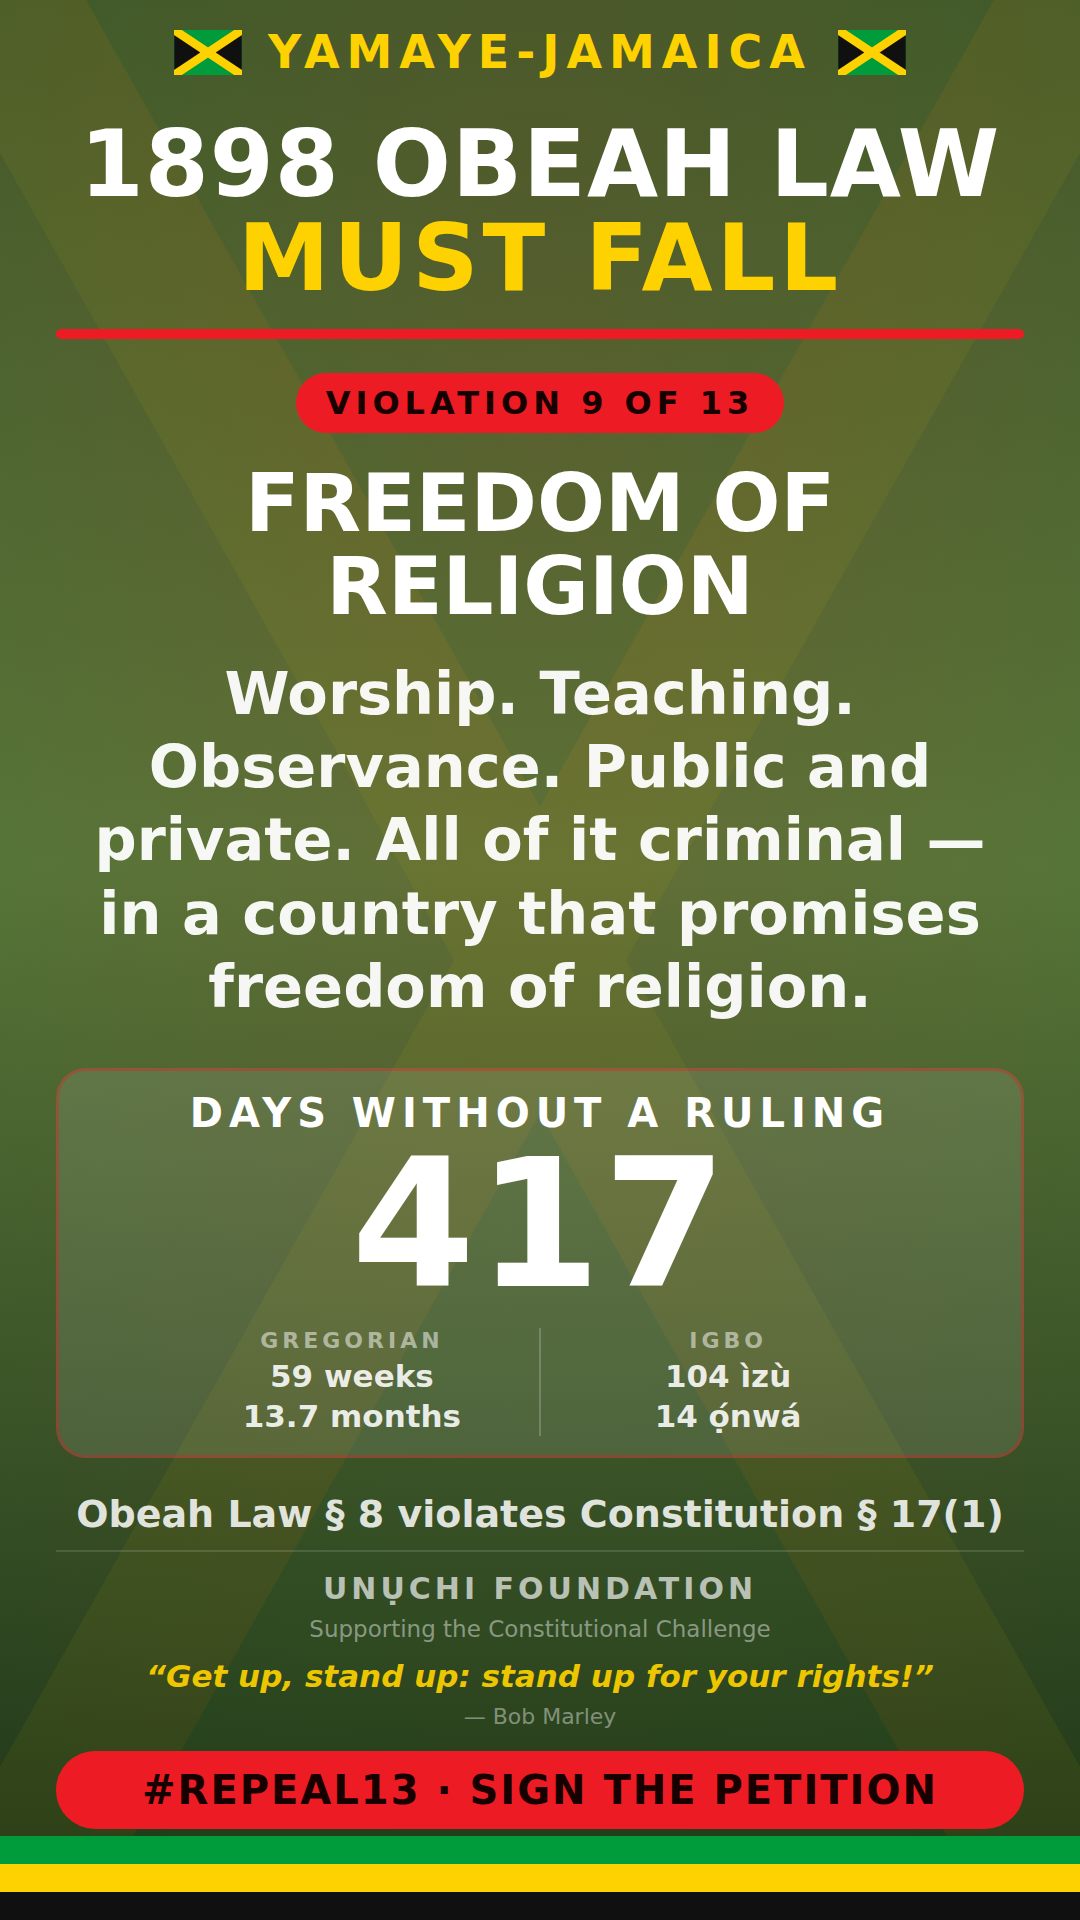 YAMAYE-JAMAICA
1898 OBEAH LAW
MUST FALL
VIOLATION 9 OF 13
FREEDOM OF
RELIGION
Worship. Teaching.
Observance. Public and
private. All of it criminal —
in a country that promises
freedom of religion.
DAYS WITHOUT A RULING
417
GREGORIAN
59 weeks
13.7 months
IGBO
104 ìzù
14 ọ́nwá
Obeah Law § 8 violates Constitution § 17(1)
UNỤCHI FOUNDATION
Supporting the Constitutional Challenge
“Get up, stand up: stand up for your rights!”
— Bob Marley
#REPEAL13 · SIGN THE PETITION